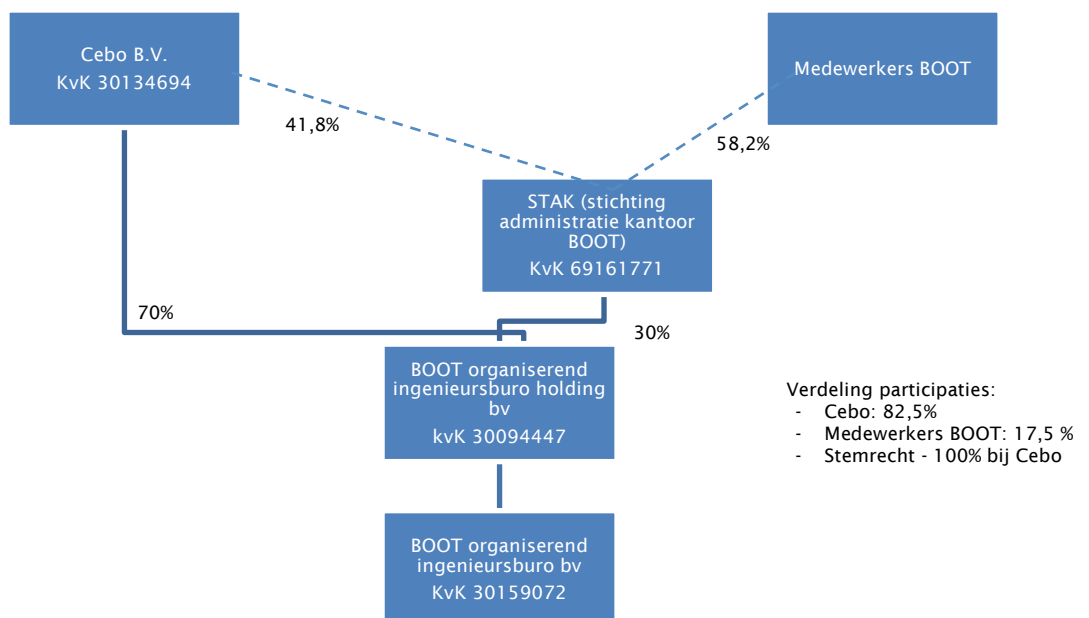 Cebo B.V.
KvK 30134694
Medewerkers BOOT
41,8%
58,2%
STAK (stichting
administratie kantoor
BOOT)
KvK 69161771
70%
30%
BOOT organiserend
ingenieursburo holding
bv
kvK 30094447
Verdeling participaties:
- Cebo: 82,5%
- Medewerkers BOOT: 17,5 %
- Stemrecht - 100% bij Cebo
BOOT organiserend
ingenieursburo bv
KvK 30159072